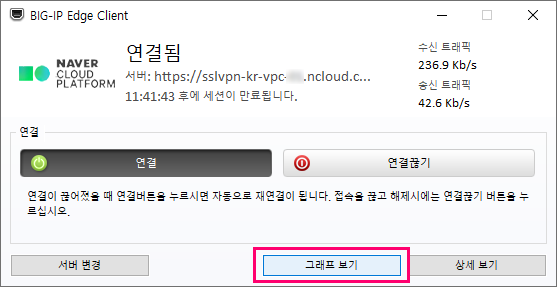 BIG-IP Edge Client
NAVER
CLOUD
PLATFORM
연결됨
서버: https://sslvpn-kr-vpc- .ncloud.c...
11:41:43 후에 세션이 만료됩니다.
수신 트래픽
236.9 Kb/s
송신 트래픽
42.6 Kb/s
연결
연결
연결끊기
연결이 끊어졌을 때 연결버튼을 누르시면 자동으로 재연결이 됩니다. 접속을 끊고 해제시에는 연결끊기 버튼을 누
르십시오.
서버 변경
그래프 보기
상세 보기